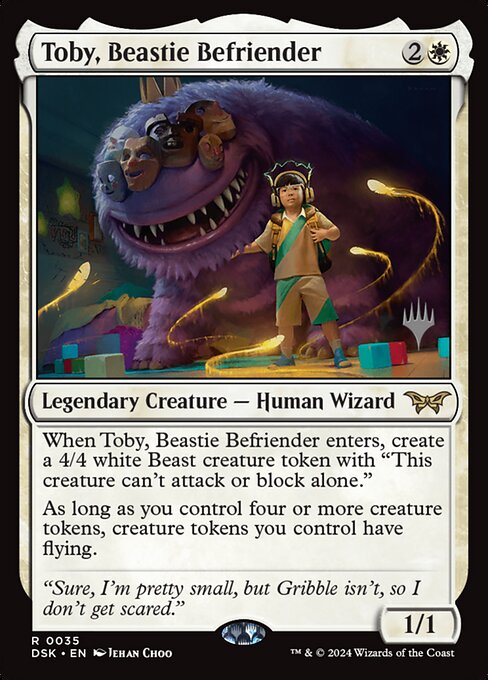 Toby, Beastie Befriender 2
Legendary Creature — Human Wizard
When Toby, Beastie Befriender enters, create
a 4/4 white Beast creature token with “This
creature can’t attack or block alone.”
As long as you control four or more creature
tokens, creature tokens you control have
flying.
“Sure, I’m pretty small, but Gribble isn’t, so I
don’t get scared.”
1/1
R 0035
DSK • EN Jehan Choo
™ & © 2024 Wizards of the Coast